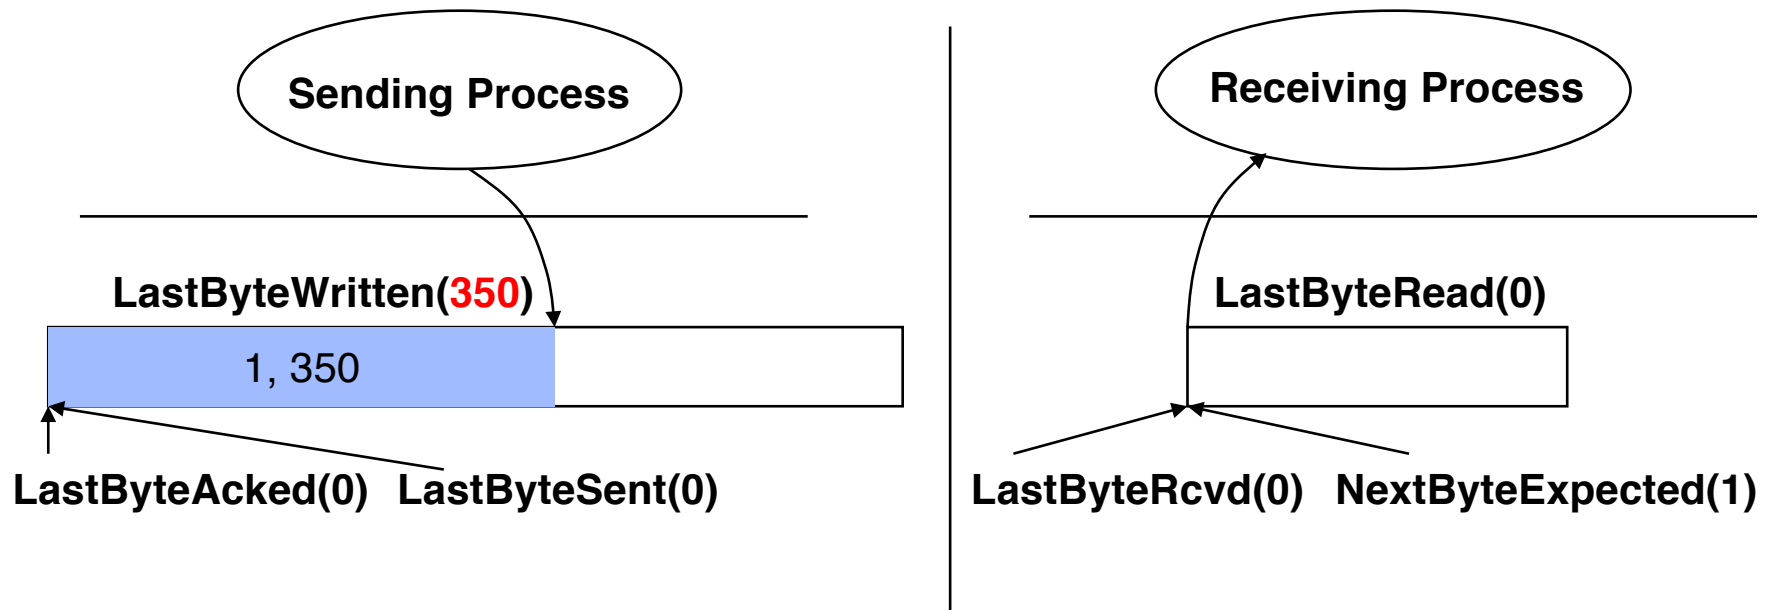 Sending Process
Receiving Process
LastByteWritten(350)
LastByteRead(0)
1, 350
LastByteAcked(0) LastByteSent(0)
LastByteRcvd(0) NextByteExpected(1)